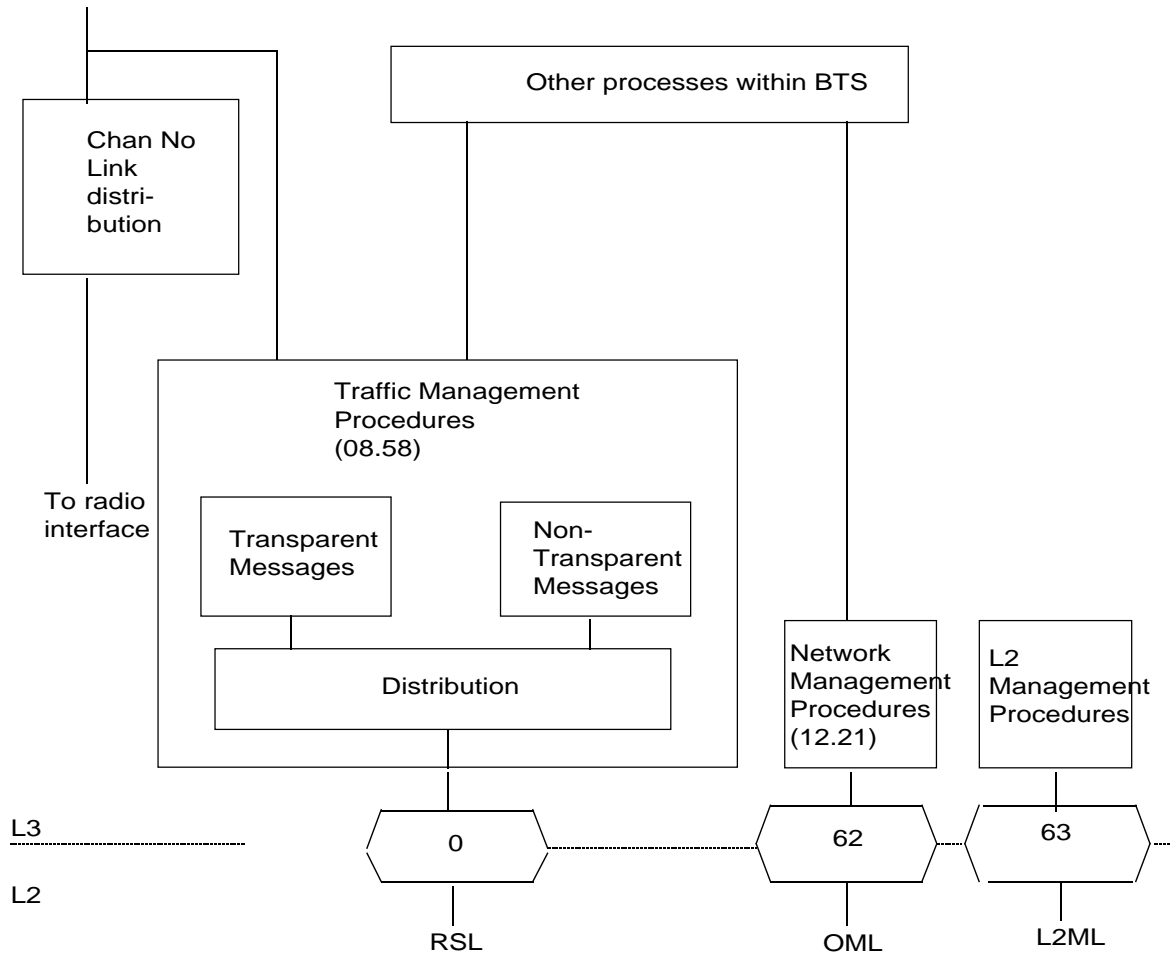 Other processes within BTS
Chan No
Link
distri-
bution
Traffic Management
Procedures
(08.58)
To radio
interface
Transparent
Messages
Non-
Transparent
Messages
Distribution
Network
Management
Procedures
(12.21)
L2
Management
Procedures
L3
0
62
63
L2
RSL
OML
L2ML